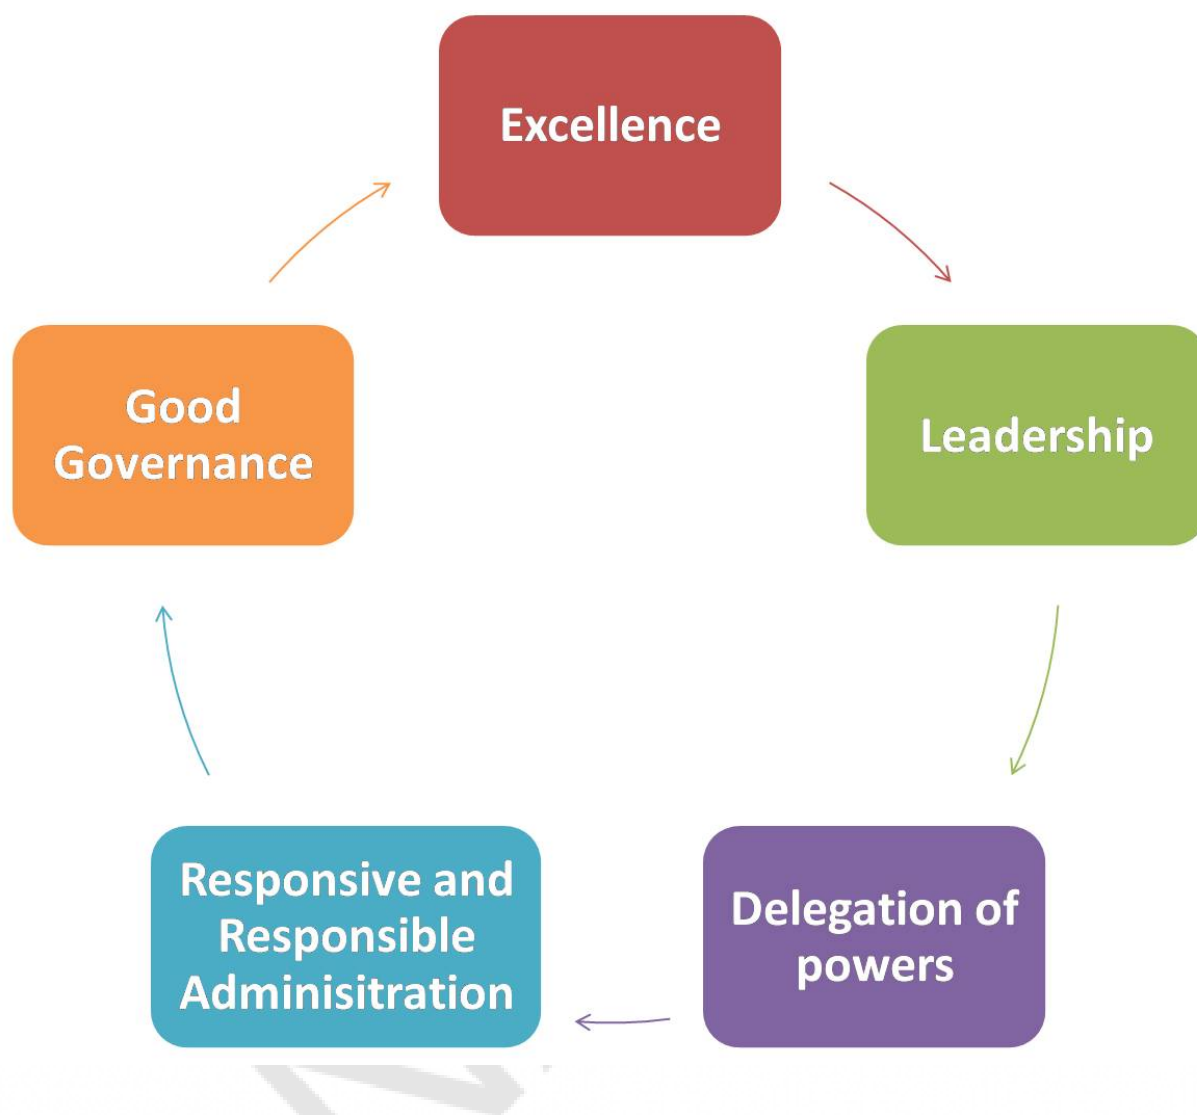 Excellence
Leadership
Delegation of
powers
Responsive and
Responsible
Adminisitration
Good
Governance